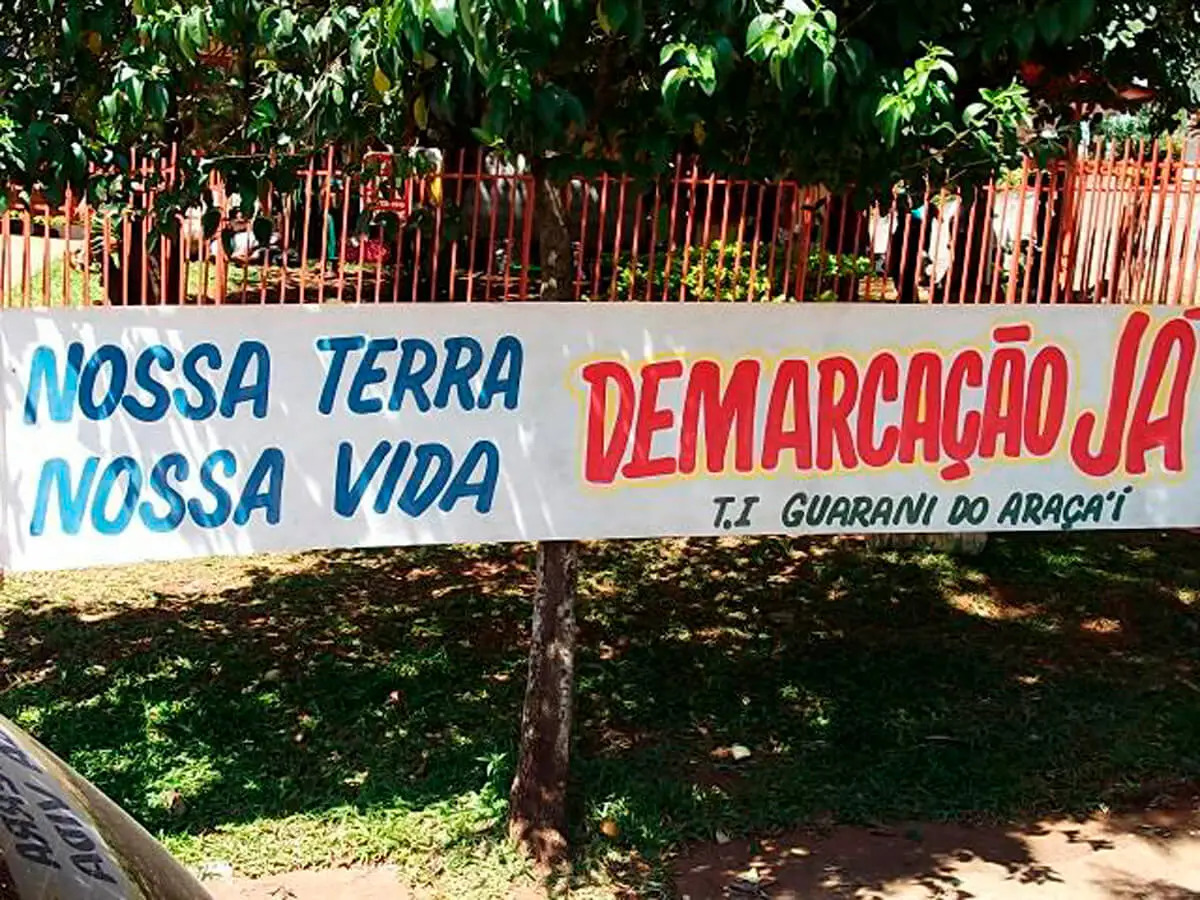 NOSSA TERRA
NOSSA VIDA
DEMARCAÇÃO JÁ
T.I GUARANI DO ARAÇA'Í